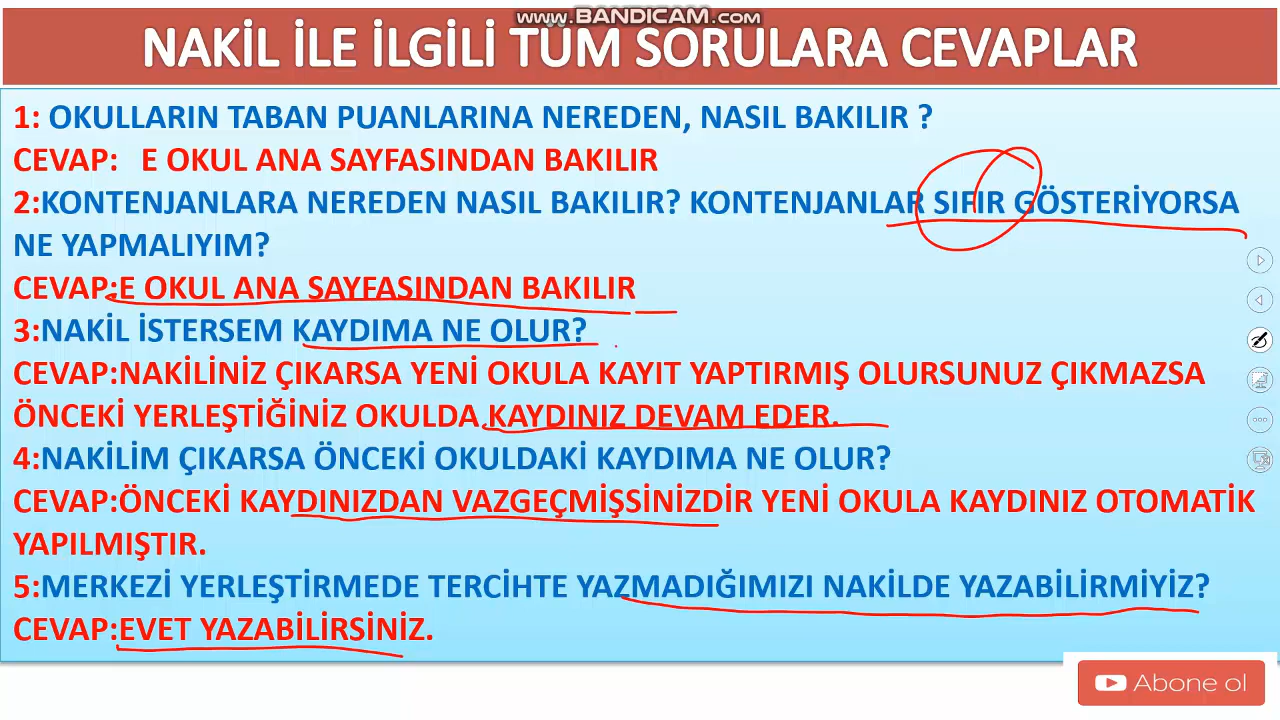 www.BANDICAM.com
NAKİL İLE İLGİLİ TÜM SORULARA CEVAPLAR
1: OKULLARIN TABAN PUANLARINA NEREDEN, NASIL BAKILIR ?
CEVAP: E OKUL ANA SAYFASINDAN BAKILIR
2:KONTENJANLARA NEREDEN NASIL BAKILIR? KONTENJANLAR SIFIR GÖSTERİYORSA
NE YAPMALIYIM?
CEVAP:E OKUL ANA SAYFASINDAN BAKILIR
3:NAKİL İSTERSEM KAYDIMA NE OLUR?
CEVAP:NAKİLİNİZ ÇIKARSA YENİ OKULA KAYIT YAPTIRMIŞ OLURSUNUZ ÇIKMAZSA
ÖNCEKİ YERLEŞTİĞİNİZ OKULDA KAYDINIZ DEVAM EDER.
4:NAKİLİM ÇIKARSA ÖNCEKİ OKULDAKİ KAYDIMA NE OLUR?
CEVAP:ÖNCEKİ KAYDINIZDAN VAZGEÇMİŞSİNİZDİR YENİ OKULA KAYDINIZ OTOMATİK
YAPILMIŞTIR.
5:MERKEZİ YERLEŞTİRMEDE TERCİHTE YAZMADIĞIMIZI NAKİLDE YAZABİLİRMİYİZ?
CEVAP:EVET YAZABİLİRSİNİZ.
Abone ol